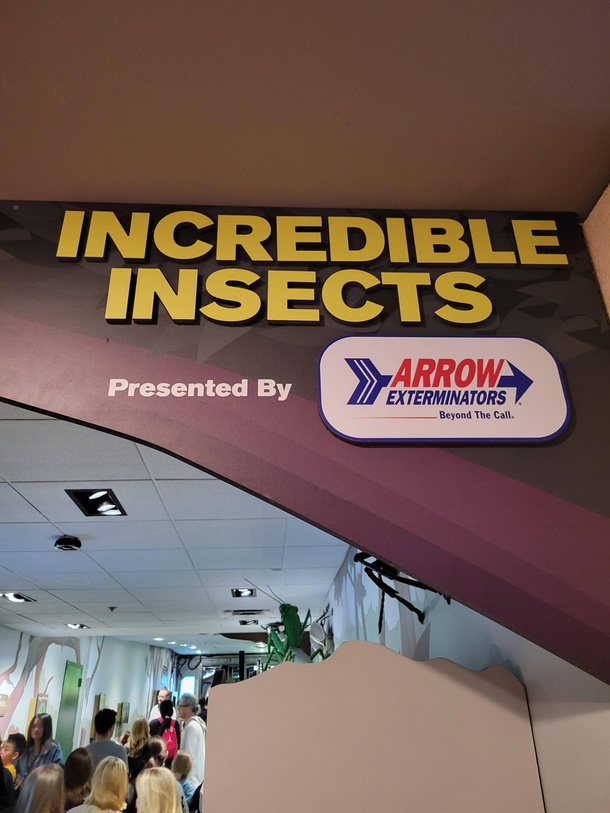 INCREDIBLE
INSECTS
Presented By
ARROW
EXTERMINATORS®
Beyond The Call®